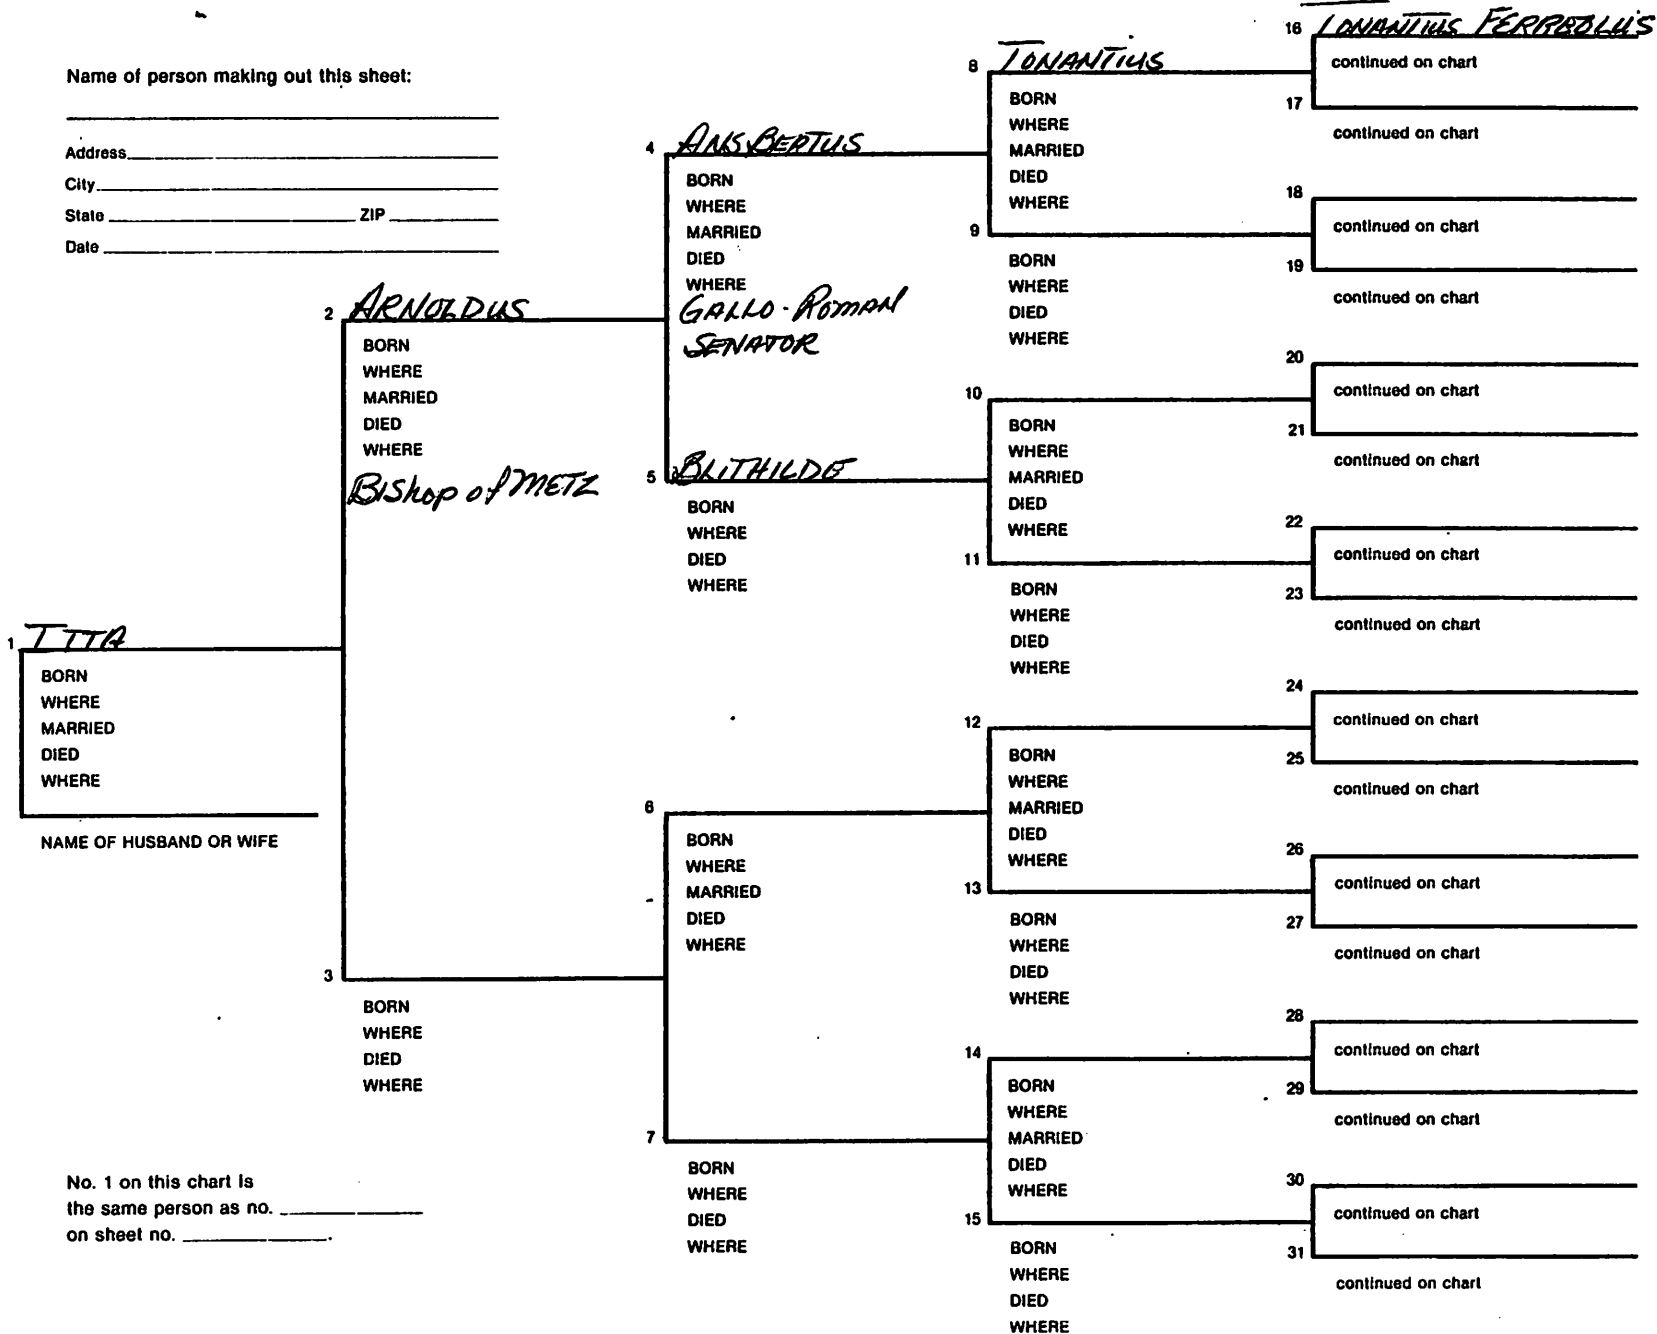 Name of person making out this sheet:
Address
City
State ZIP
Date
1 ITTA
BORN
WHERE
MARRIED
DIED
WHERE
NAME OF HUSBAND OR WIFE
No. 1 on this chart is
the same person as no.
on sheet no. .
2 ARNOLDUS
BORN
WHERE
MARRIED
DIED
WHERE
Bishop of METZ
3
BORN
WHERE
DIED
WHERE
4 ANSBERTUS
BORN
WHERE
MARRIED
DIED
WHERE
GALLO-ROMAN
SENATOR
5 BLITHILDE
BORN
WHERE
DIED
WHERE
6
BORN
WHERE
MARRIED
DIED
WHERE
7
BORN
WHERE
DIED
WHERE
8 TONANTIUS
BORN
WHERE
MARRIED
DIED
WHERE
9
BORN
WHERE
DIED
WHERE
10
BORN
WHERE
MARRIED
DIED
WHERE
11
BORN
WHERE
DIED
WHERE
12
BORN
WHERE
MARRIED
DIED
WHERE
13
BORN
WHERE
DIED
WHERE
14
BORN
WHERE
MARRIED
DIED
WHERE
15
BORN
WHERE
DIED
WHERE
16 TONANTIUS FERREOLUS
continued on chart
17
continued on chart
18
continued on chart
19
continued on chart
20
continued on chart
21
continued on chart
22
continued on chart
23
continued on chart
24
continued on chart
25
continued on chart
26
continued on chart
27
continued on chart
28
continued on chart
29
continued on chart
30
continued on chart
31
continued on chart